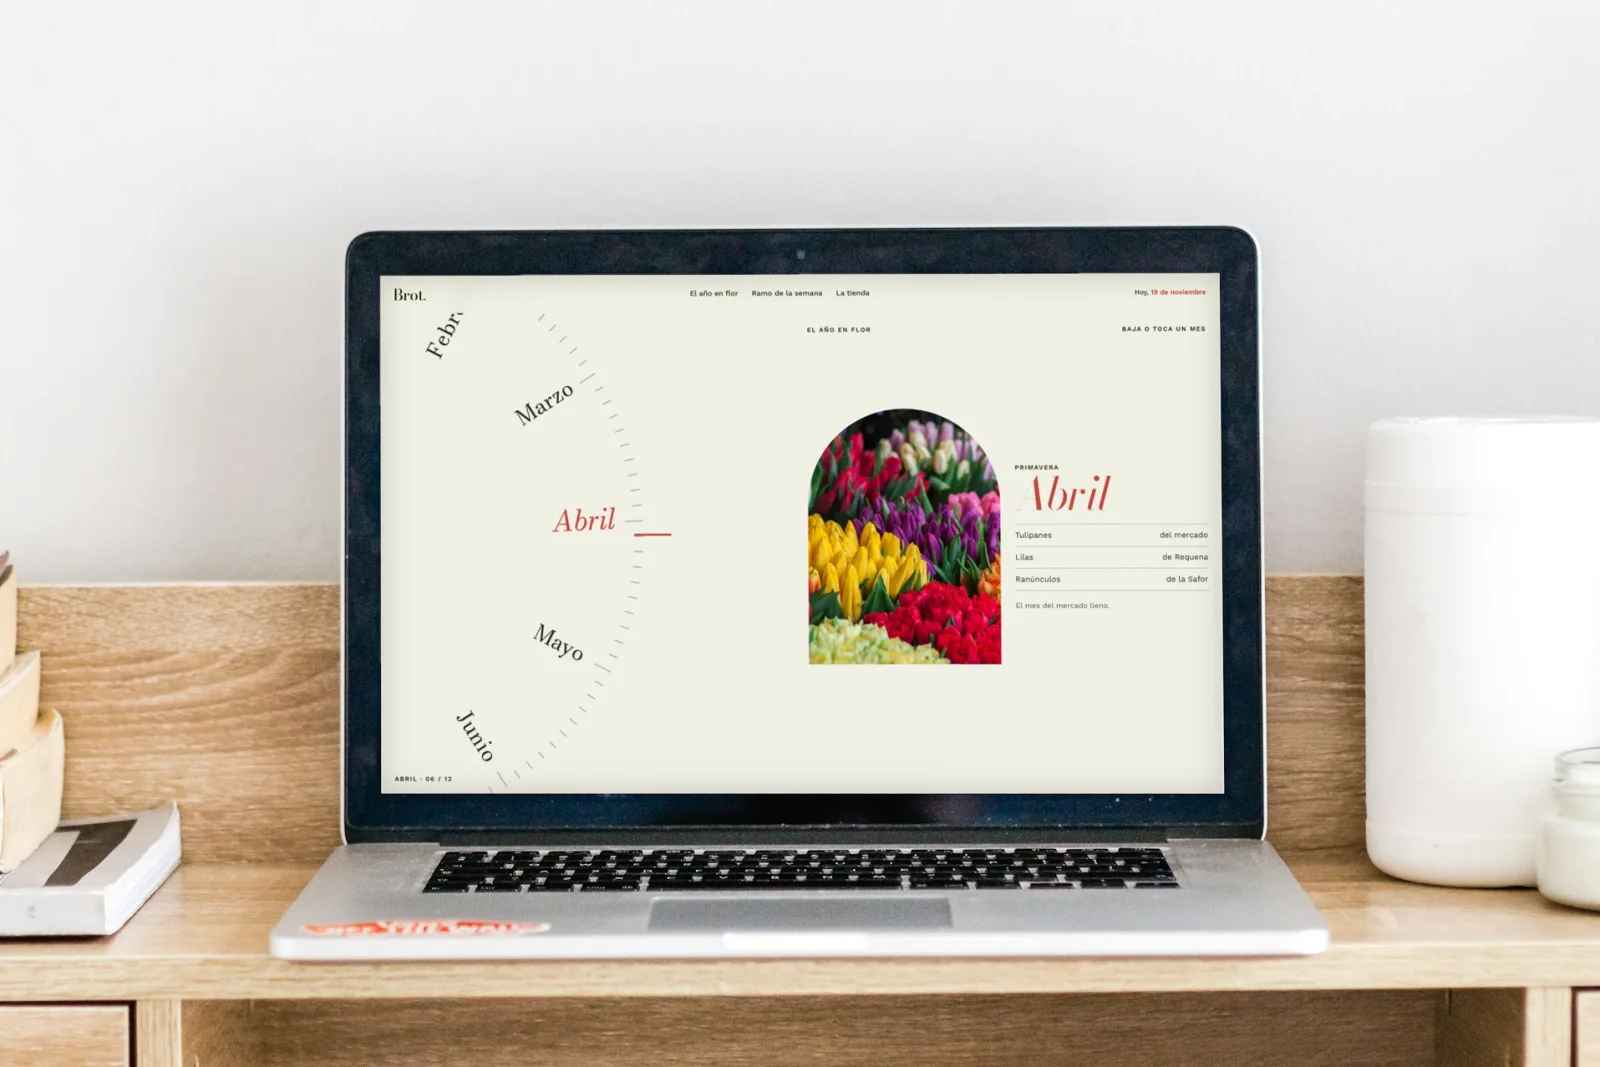 Brot.
El año en flor Ramo de la semana La tienda
Hoy, 19 de noviembre
EL AÑO EN FLOR
BAJA O TOCA UN MES
Febr
Marzo
Abril
Mayo
Junio
PRIMAVERA
Abril
Tulipanes del mercado
Lilas de Requena
Ranúnculos de la Safor
El mes del mercado lleno.
ABRIL · 06 / 12